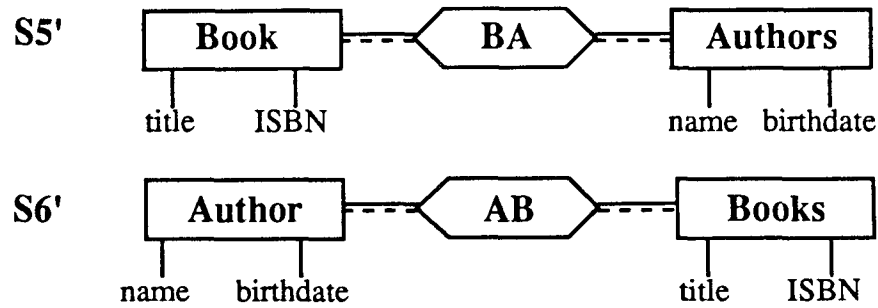 S5' Book BA Authors
title ISBN name birthdate
S6' Author AB Books
name birthdate title ISBN